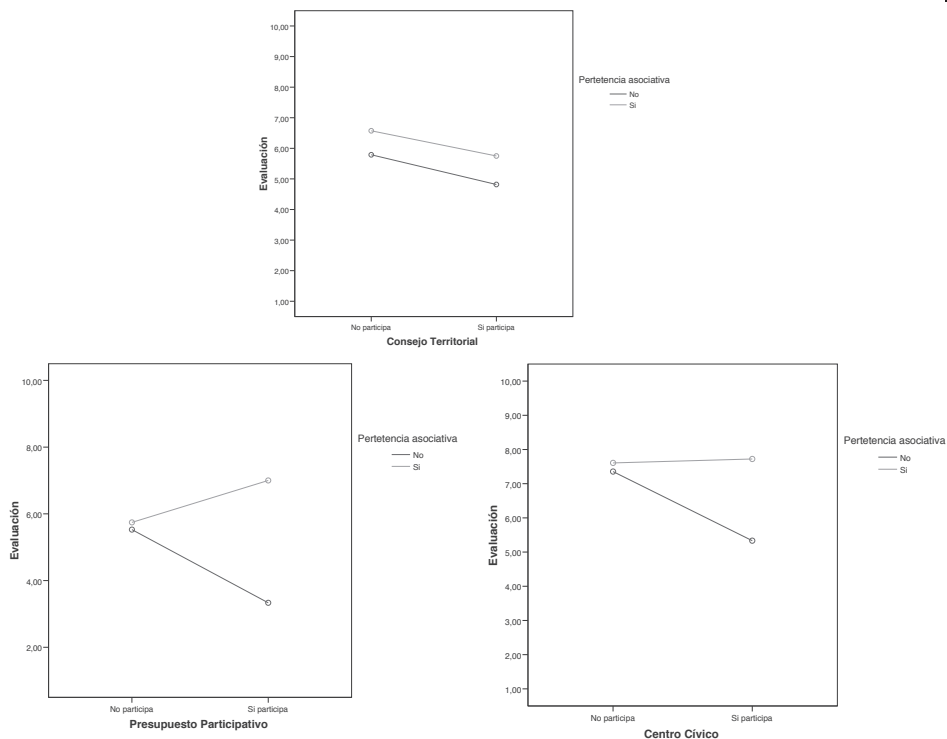 10,00
9,00
8,00
7,00
6,00
5,00
4,00
3,00
2,00
1,00
Evaluación
No participa Si participa
Consejo Territorial
Pertetencia asociativa
No
Si
10,00
8,00
6,00
4,00
2,00
Evaluación
No participa Si participa
Presupuesto Participativo
Pertetencia asociativa
No
Si
10,00
9,00
8,00
7,00
6,00
5,00
4,00
3,00
2,00
1,00
Evaluación
No participa Si participa
Centro Cívico
Pertetencia asociativa
No
Si